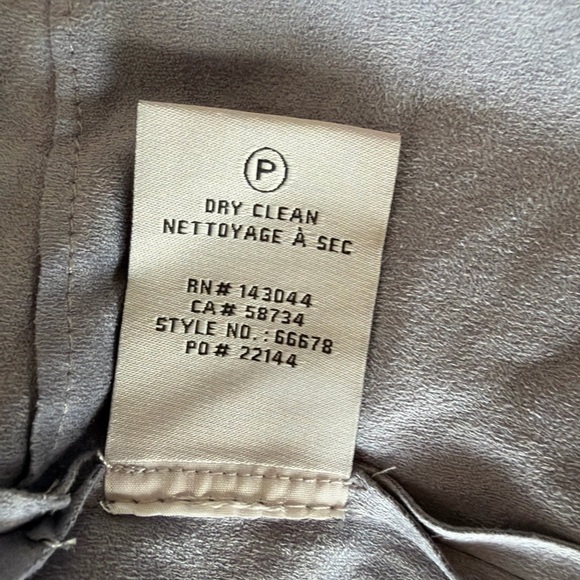 P
DRY CLEAN
NETTOYAGE À SEC
RN# 143044
CA# 58734
STYLE NO.: 66678
PO# 22144